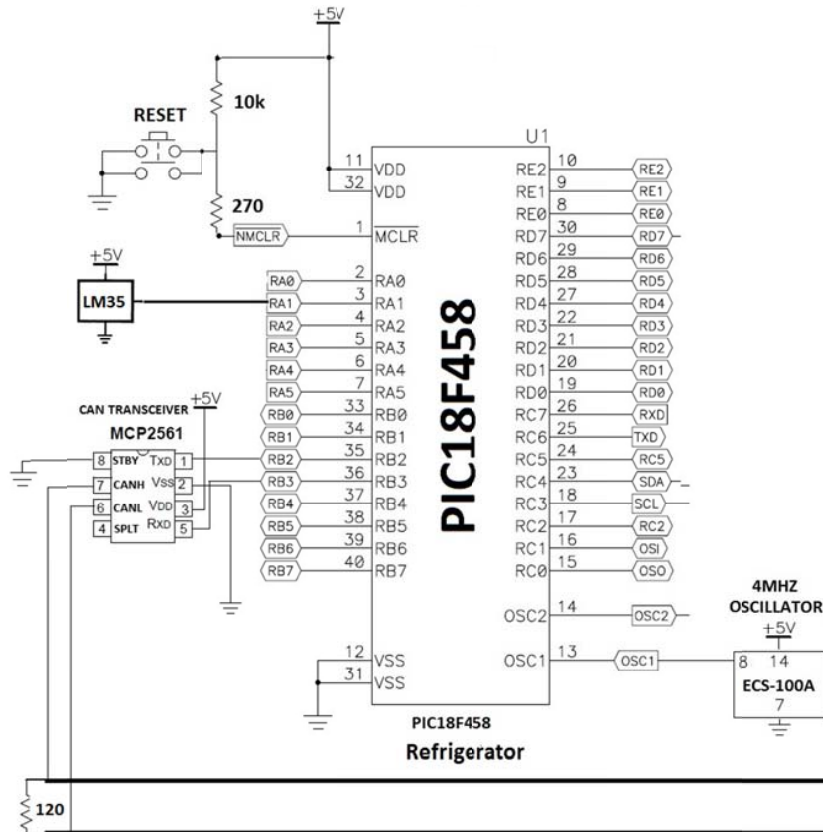 +5V
10k
RESET
270
NMCLR
+5V
LM35
U1
11 VDD
32 VDD
1 MCLR
RA0 2 RA0
RA1 3 RA1
RA2 4 RA2
RA3 5 RA3
RA4 6 RA4
RA5 7 RA5
RB0 33 RB0
RB1 34 RB1
RB2 35 RB2
RB3 36 RB3
RB4 37 RB4
RB5 38 RB5
RB6 39 RB6
RB7 40 RB7
12 VSS
31 VSS
PIC18F458
RE2 10 RE2
RE1 9 RE1
RE0 8 RE0
RD7 30 RD7
RD6 29 RD6
RD5 28 RD5
RD4 27 RD4
RD3 22 RD3
RD2 21 RD2
RD1 20 RD1
RD0 19 RD0
RC7 26 RXD
RC6 25 TXD
RC5 24 RC5
RC4 23 SDA
RC3 18 SCL
RC2 17 RC2
RC1 16 OSI
RC0 15 OSO
OSC2 14 OSC2
OSC1 13 OSC1
+5V
CAN TRANSCEIVER
MCP2561
8 STBY TXD 1
7 CANH VSS 2
6 CANL VDD 3
4 SPLT RXD 5
4MHZ
OSCILLATOR
+5V
8 14
ECS-100A
7
PIC18F458
Refrigerator
120